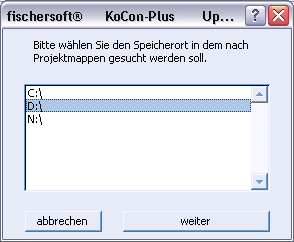 fischersoft® KoCon-Plus Up...
Bitte wählen Sie den Speicherort in dem nach
Projektmappen gesucht werden soll.
C:\
D:\
N:\
abbrechen weiter